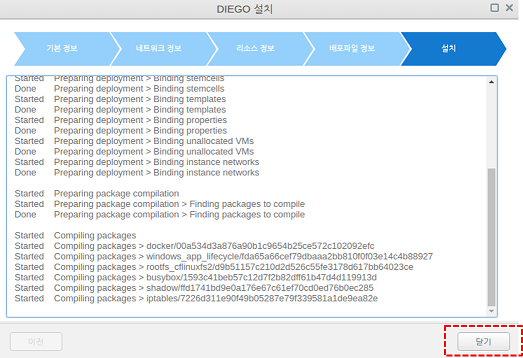 DIEGO 설치
기본 정보
네트워크 정보
리소스 정보
배포파일 정보
설치
Started Preparing deployment > Binding stemcells
Done Preparing deployment > Binding stemcells
Started Preparing deployment > Binding templates
Done Preparing deployment > Binding templates
Started Preparing deployment > Binding properties
Done Preparing deployment > Binding properties
Started Preparing deployment > Binding unallocated VMs
Done Preparing deployment > Binding unallocated VMs
Started Preparing deployment > Binding instance networks
Done Preparing deployment > Binding instance networks
Started Preparing package compilation
Started Preparing package compilation > Finding packages to compile
Done Preparing package compilation > Finding packages to compile
Started Compiling packages
Started Compiling packages > docker/00a534d3a876a90b1c9654b25ce572c102092efc
Started Compiling packages > windows_app_lifecycle/fda65a66cef79dbaaa2bb810f0f03e14c4b88927
Started Compiling packages > rootfs_cflinuxfs2/d9b51157c210d2d526c55fe3178d617bb64023ce
Started Compiling packages > busybox/1593c41beb57c12d7f2b82dff61b47d4d119913d
Started Compiling packages > shadow/ffd1741bd9e0a176e67c61ef70cd0ed76b0ec265
Started Compiling packages > iptables/7226d311e90f49b05287e79f339581a1de9ea82e
이전
닫기